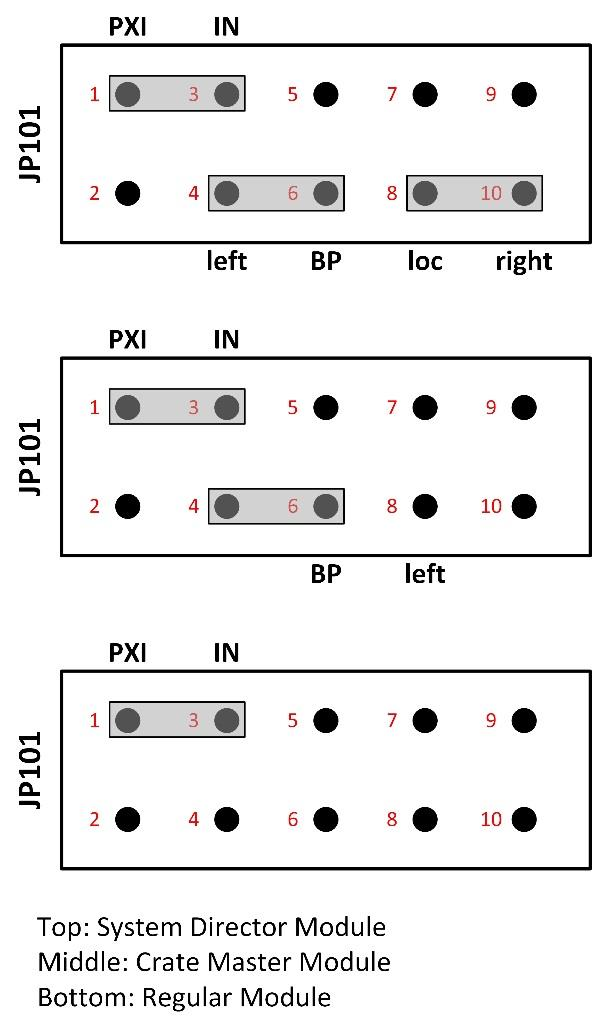 PXI IN
JP101
1 3 5 7 9
2 4 6 8 10
left BP loc right
PXI IN
JP101
1 3 5 7 9
2 4 6 8 10
BP left
PXI IN
JP101
1 3 5 7 9
2 4 6 8 10
Top: System Director Module
Middle: Crate Master Module
Bottom: Regular Module